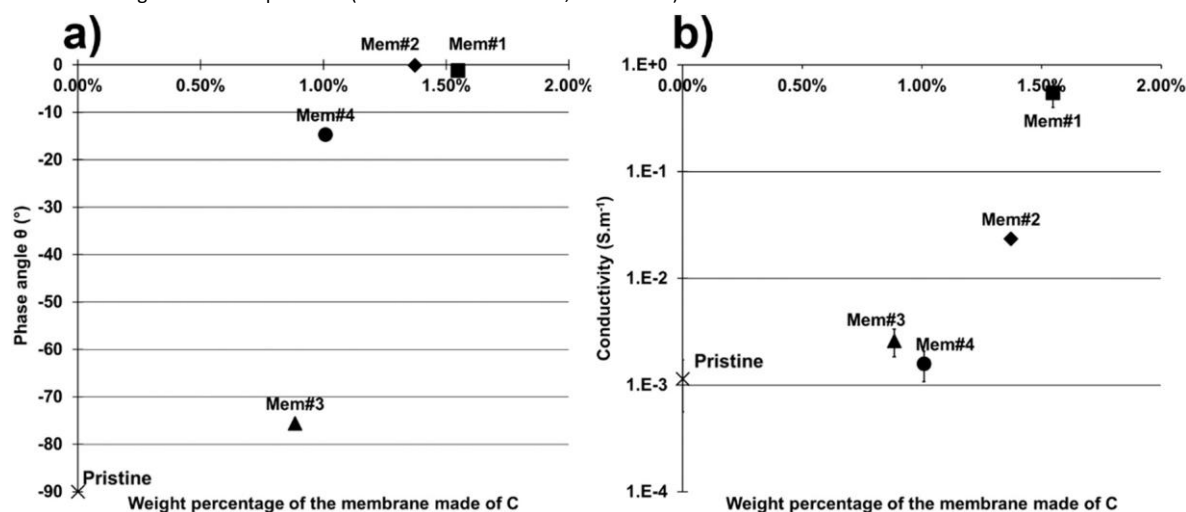 a)
Mem#2 Mem#1
0
0.00% 0.50% 1.00% 1.50% 2.00%
-10
Mem#4
-20
-30
-40
-50
-60
-70
Mem#3
-80
Pristine
-90
Phase angle θ (°)
Weight percentage of the membrane made of C
b)
1.E+0
0.00% 0.50% 1.00% 1.50% 2.00%
Mem#1
1.E-1
Mem#2
1.E-2
Mem#3
Mem#4
Pristine
1.E-3
1.E-4
Conductivity (S.m⁻¹)
Weight percentage of the membrane made of C